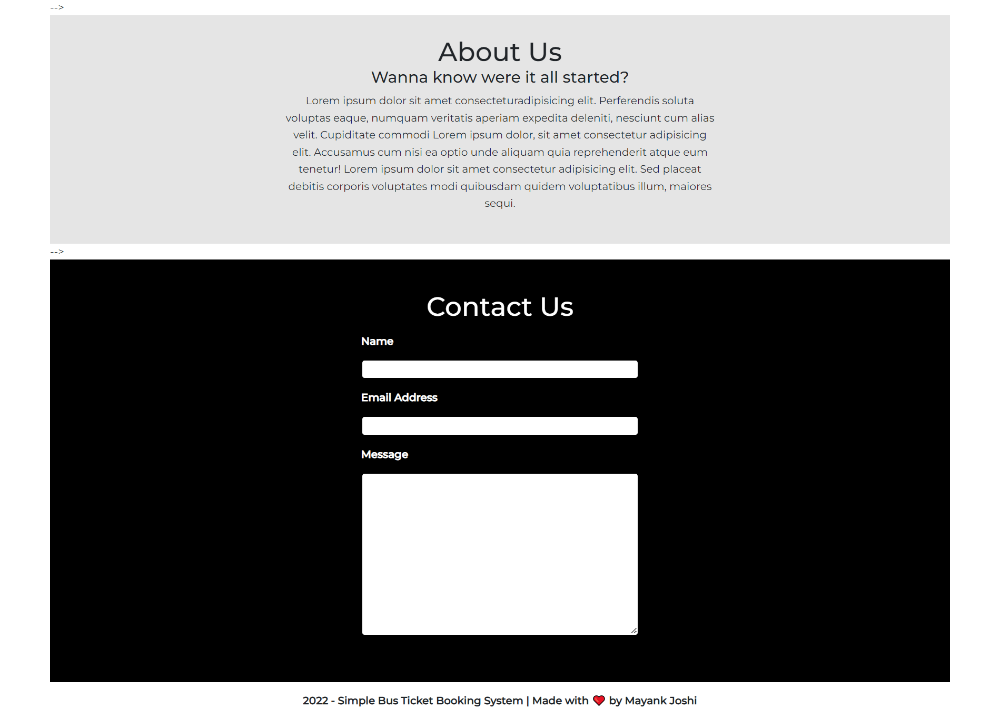 -->
About Us
Wanna know were it all started?
Lorem ipsum dolor sit amet consecteturadipisicing elit. Perferendis soluta
voluptas eaque, numquam veritatis aperiam expedita deleniti, nesciunt cum alias
velit. Cupiditate commodi Lorem ipsum dolor, sit amet consectetur adipisicing
elit. Accusamus cum nisi ea optio unde aliquam quia reprehenderit atque eum
tenetur! Lorem ipsum dolor sit amet consectetur adipisicing elit. Sed placeat
debitis corporis voluptates modi quibusdam quidem voluptatibus illum, maiores
sequi.
-->
Contact Us
Name
Email Address
Message
2022 - Simple Bus Ticket Booking System | Made with ❤️ by Mayank Joshi